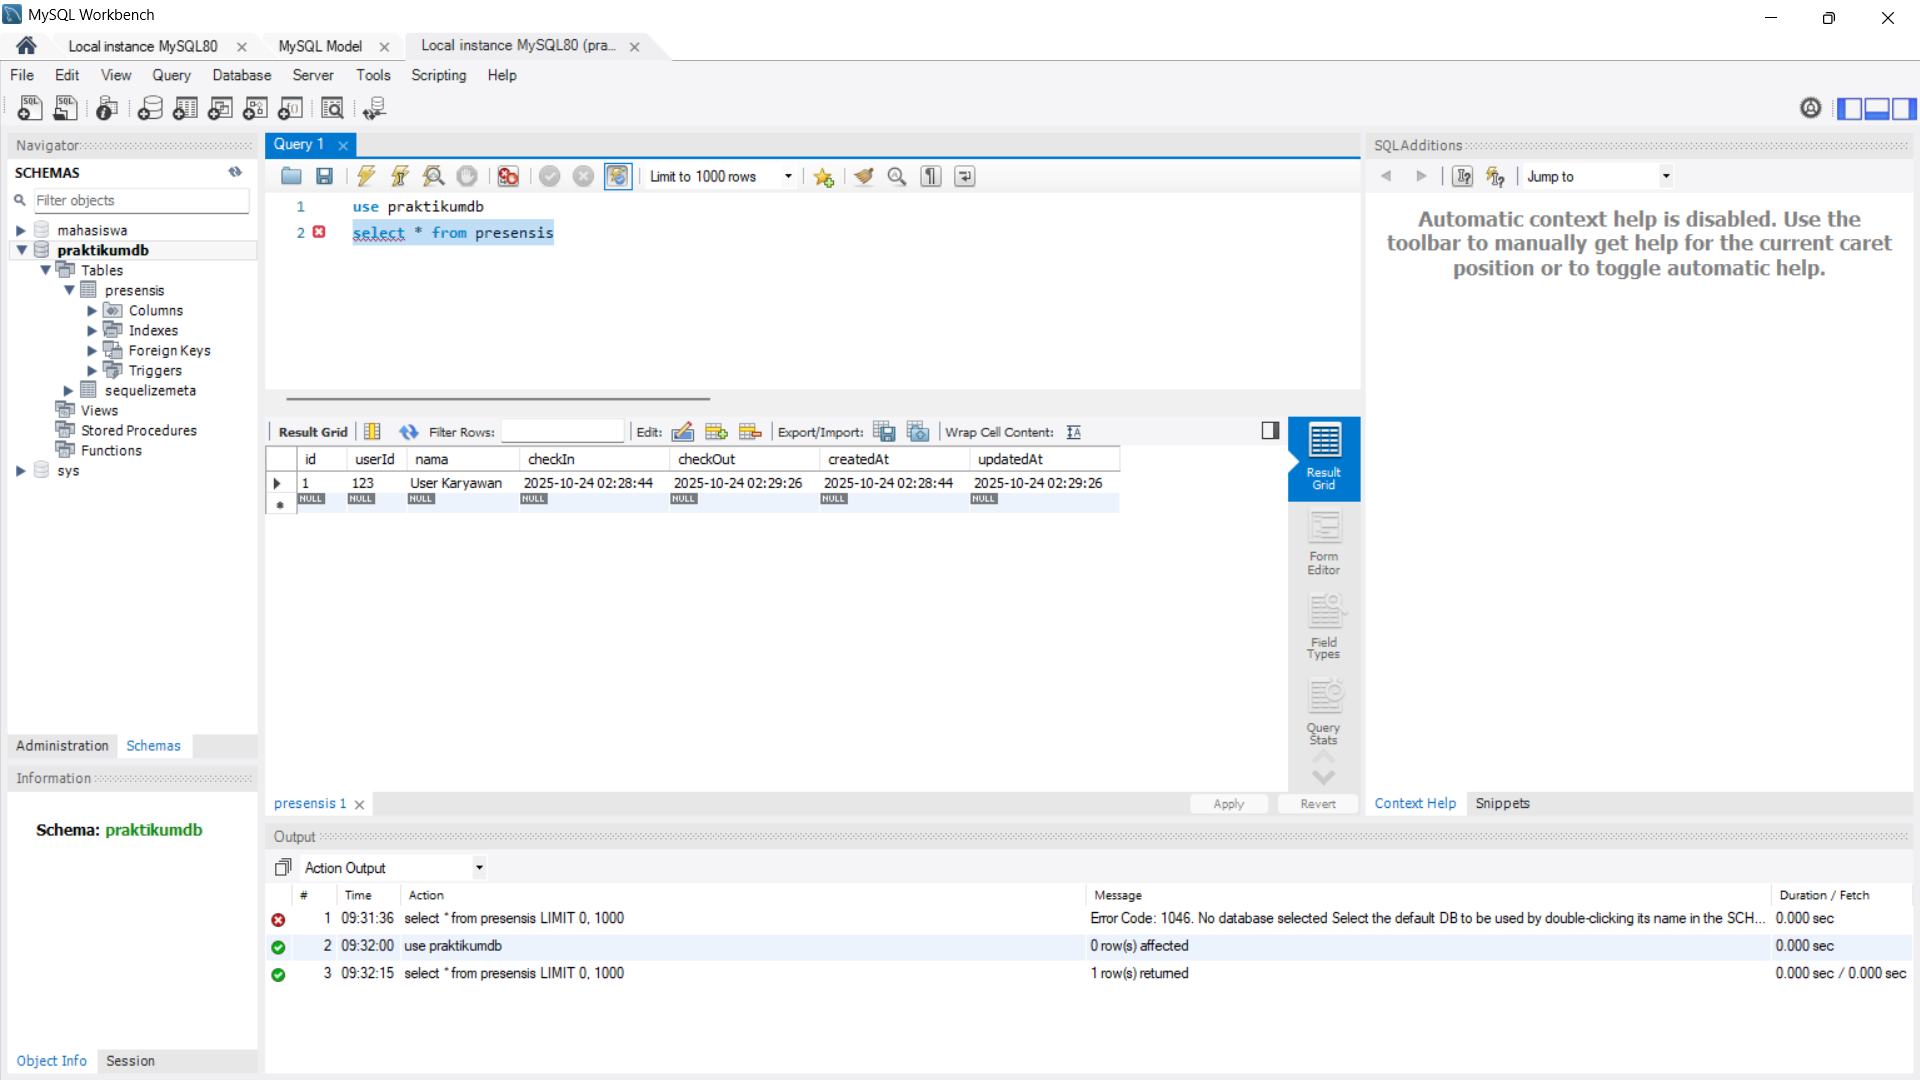 MySQL Workbench
Local instance MySQL80
MySQL Model
Local instance MySQL80 (pra...
File Edit View Query Database Server Tools Scripting Help
Navigator
SCHEMAS
Filter objects
mahasiswa
praktikumdb
Tables
presensis
Columns
Indexes
Foreign Keys
Triggers
sequelizemeta
Views
Stored Procedures
Functions
sys
Administration Schemas
Information
Schema: praktikumdb
Object Info Session
Query 1
Limit to 1000 rows
1 use praktikumdb
2 select * from presensis
Result Grid Filter Rows: Edit: Export/Import: Wrap Cell Content:
id userId nama checkIn checkOut createdAt updatedAt
1 123 User Karyawan 2025-10-24 02:28:44 2025-10-24 02:29:26 2025-10-24 02:28:44 2025-10-24 02:29:26
NULL NULL NULL NULL NULL NULL NULL
Result Grid
Form Editor
Field Types
Query Stats
presensis 1
Apply Revert
SQLAdditions
Jump to
Automatic context help is disabled. Use the
toolbar to manually get help for the current caret
position or to toggle automatic help.
Context Help Snippets
Output
Action Output
# Time Action Message Duration / Fetch
1 09:31:36 select * from presensis LIMIT 0, 1000 Error Code: 1046. No database selected Select the default DB to be used by double-clicking its name in the SCH... 0.000 sec
2 09:32:00 use praktikumdb 0 row(s) affected 0.000 sec
3 09:32:15 select * from presensis LIMIT 0, 1000 1 row(s) returned 0.000 sec / 0.000 sec